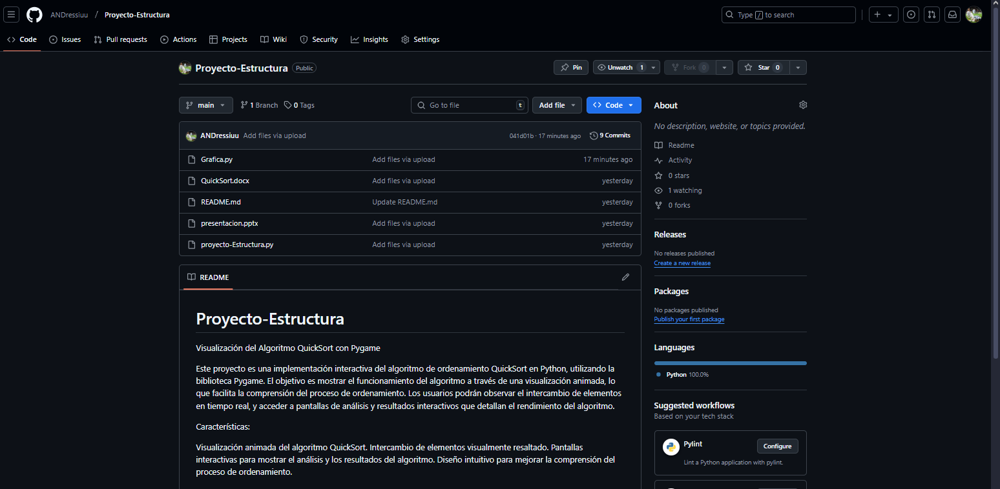 ANDressiuu / Proyecto-Estructura
Type / to search
Code Issues Pull requests Actions Projects Wiki Security Insights Settings
Proyecto-Estructura Public
Pin Unwatch 1 Fork 0 Star 0
main 1 Branch 0 Tags
Go to file t Add file Code
ANDressiuu Add files via upload 041d01b · 17 minutes ago 9 Commits
Grafica.py Add files via upload 17 minutes ago
QuickSort.docx Add files via upload yesterday
README.md Update README.md yesterday
presentacion.pptx Add files via upload yesterday
proyecto-Estructura.py Add files via upload yesterday
README
Proyecto-Estructura
Visualización del Algoritmo QuickSort con Pygame
Este proyecto es una implementación interactiva del algoritmo de ordenamiento QuickSort en Python, utilizando la
biblioteca Pygame. El objetivo es mostrar el funcionamiento del algoritmo a través de una visualización animada, lo
que facilita la comprensión del proceso de ordenamiento. Los usuarios podrán observar el intercambio de elementos
en tiempo real, y acceder a pantallas de análisis y resultados interactivos que detallan el rendimiento del algoritmo.
Características:
Visualización animada del algoritmo QuickSort. Intercambio de elementos visualmente resaltado. Pantallas
interactivas para mostrar el análisis y los resultados del algoritmo. Diseño intuitivo para mejorar la comprensión del
proceso de ordenamiento.
About
No description, website, or topics provided.
Readme
Activity
0 stars
1 watching
0 forks
Releases
No releases published
Create a new release
Packages
No packages published
Publish your first package
Languages
Python 100.0%
Suggested workflows
Based on your tech stack
Pylint
Configure
Lint a Python application with pylint.